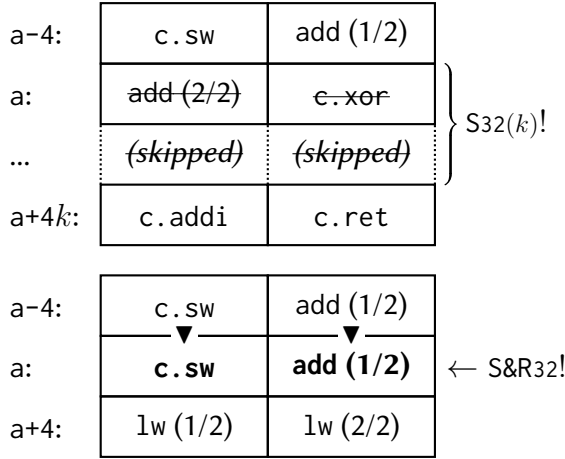 a-4: c.sw add (1/2)
a: add (2/2) c.xor
... (skipped) (skipped) S32(k)!
a+4k: c.addi c.ret
a-4: c.sw add (1/2)
a: c.sw add (1/2) ← S&R32!
a+4: lw (1/2) lw (2/2)